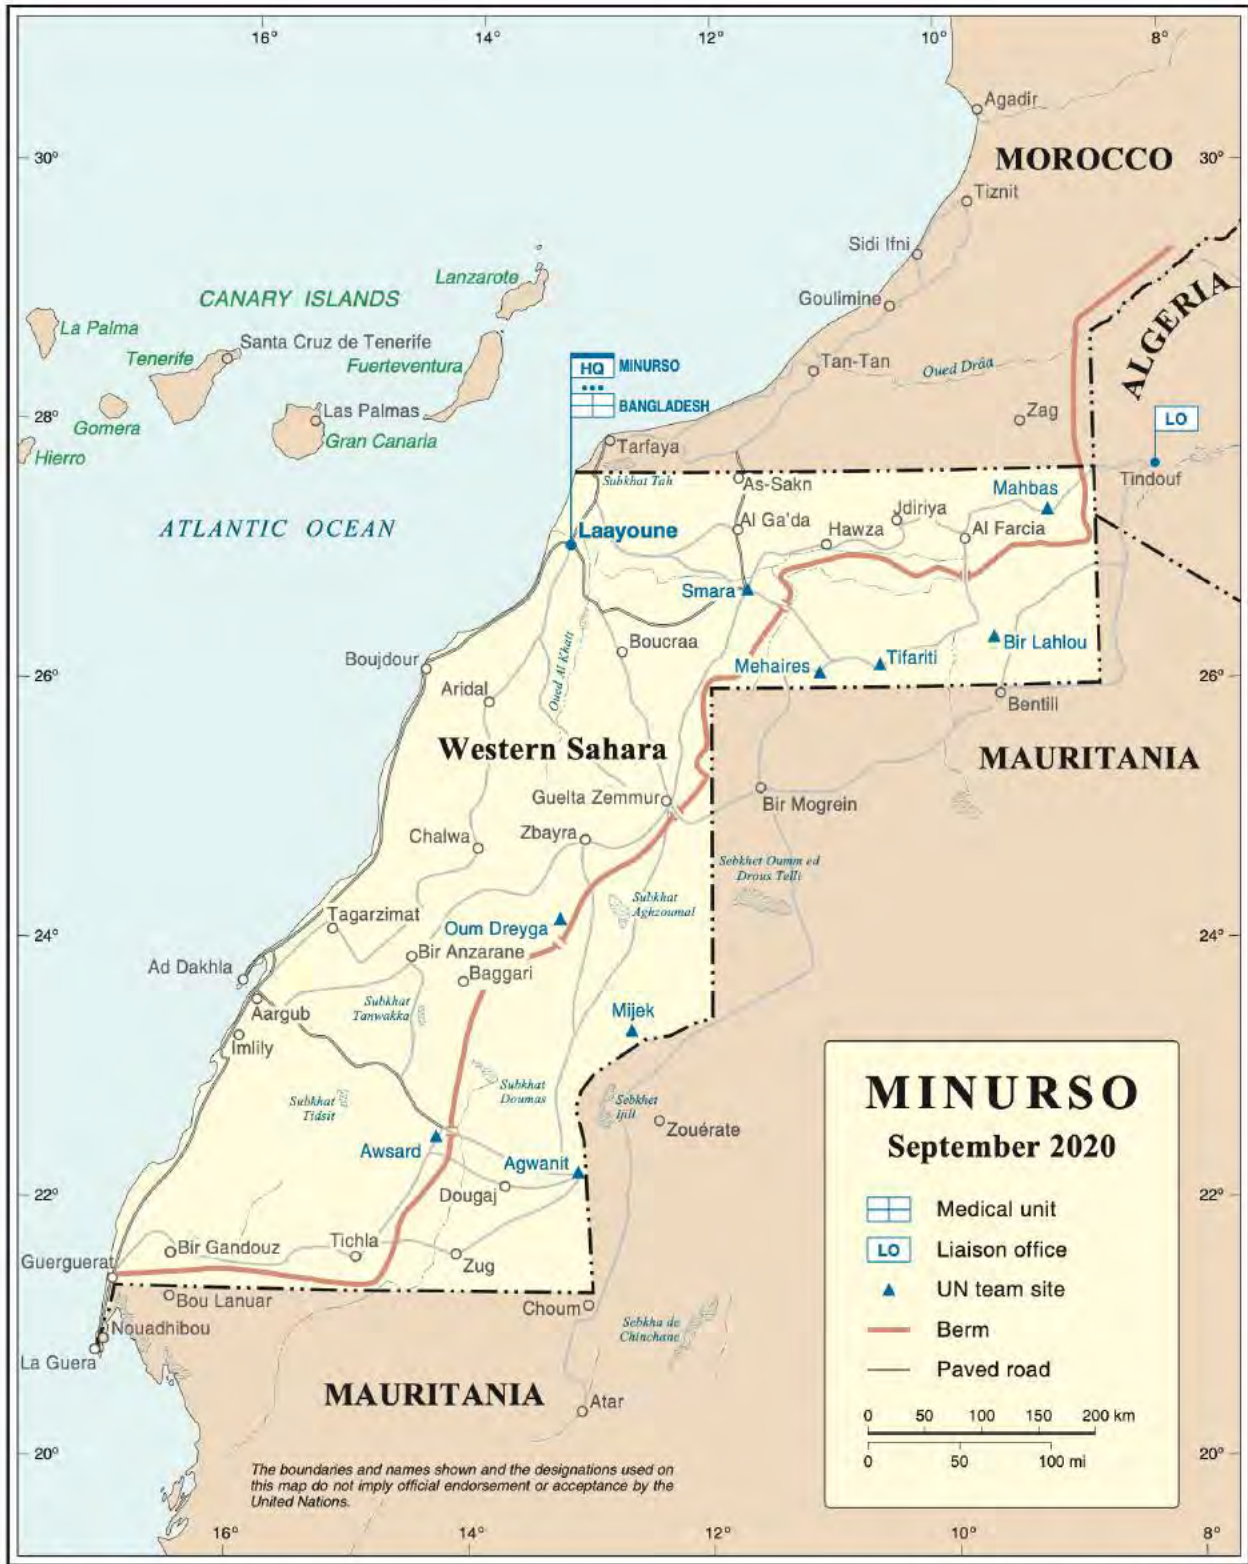 16°
14°
12°
10°
8°
Agadir
30°
MOROCCO
30°
Tiznit
Sidi Ifni
Lanzarote
CANARY ISLANDS
Goulimine
ALGERIA
La Palma
Santa Cruz de Tenerife
Tenerife
Fuerteventura
HQ MINURSO
BANGLADESH
Tan-Tan
Oued Drâa
28°
Las Palmas
Zag
LO
28°
Gomera
Gran Canaria
Hierro
Tarfaya
Subkhat Tah
As-Sakn
Mahbas
Tindouf
ATLANTIC OCEAN
Laayoune
Al Ga'da
Jdiriya
Hawza
Al Farcia
Smara
Boucraa
Bir Lahlou
Boujdour
Oued Al Khatt
Mehaires
Tifariti
26°
26°
Aridal
Bentili
Western Sahara
MAURITANIA
Guelta Zemmur
Bir Mogrein
Chalwa
Zbayra
Sebkhet Oumm ed
Drous Telli
Subkhat
Aghzoumal
Tagarzimat
Oum Dreyga
24°
24°
Bir Anzarane
Ad Dakhla
Baggari
Aargub
Subkhat
Tanwakka
Mijek
Imlily
Subkhat
Tidsit
Subkhat
Doumas
Sebkhet
Ijill
Zouérate
Awsard
Agwanit
22°
22°
Dougaj
Tichla
Bir Gandouz
Zug
Guerguerat
Bou Lanuar
Choum
Nouadhibou
Sebkha de
Chinchane
La Guera
MAURITANIA
Atar
20°
20°
MINURSO
September 2020
Medical unit
LO Liaison office
UN team site
Berm
Paved road
0 50 100 150 200 km
0 50 100 mi
The boundaries and names shown and the designations used on
this map do not imply official endorsement or acceptance by the
United Nations.
16°
14°
12°
10°
8°